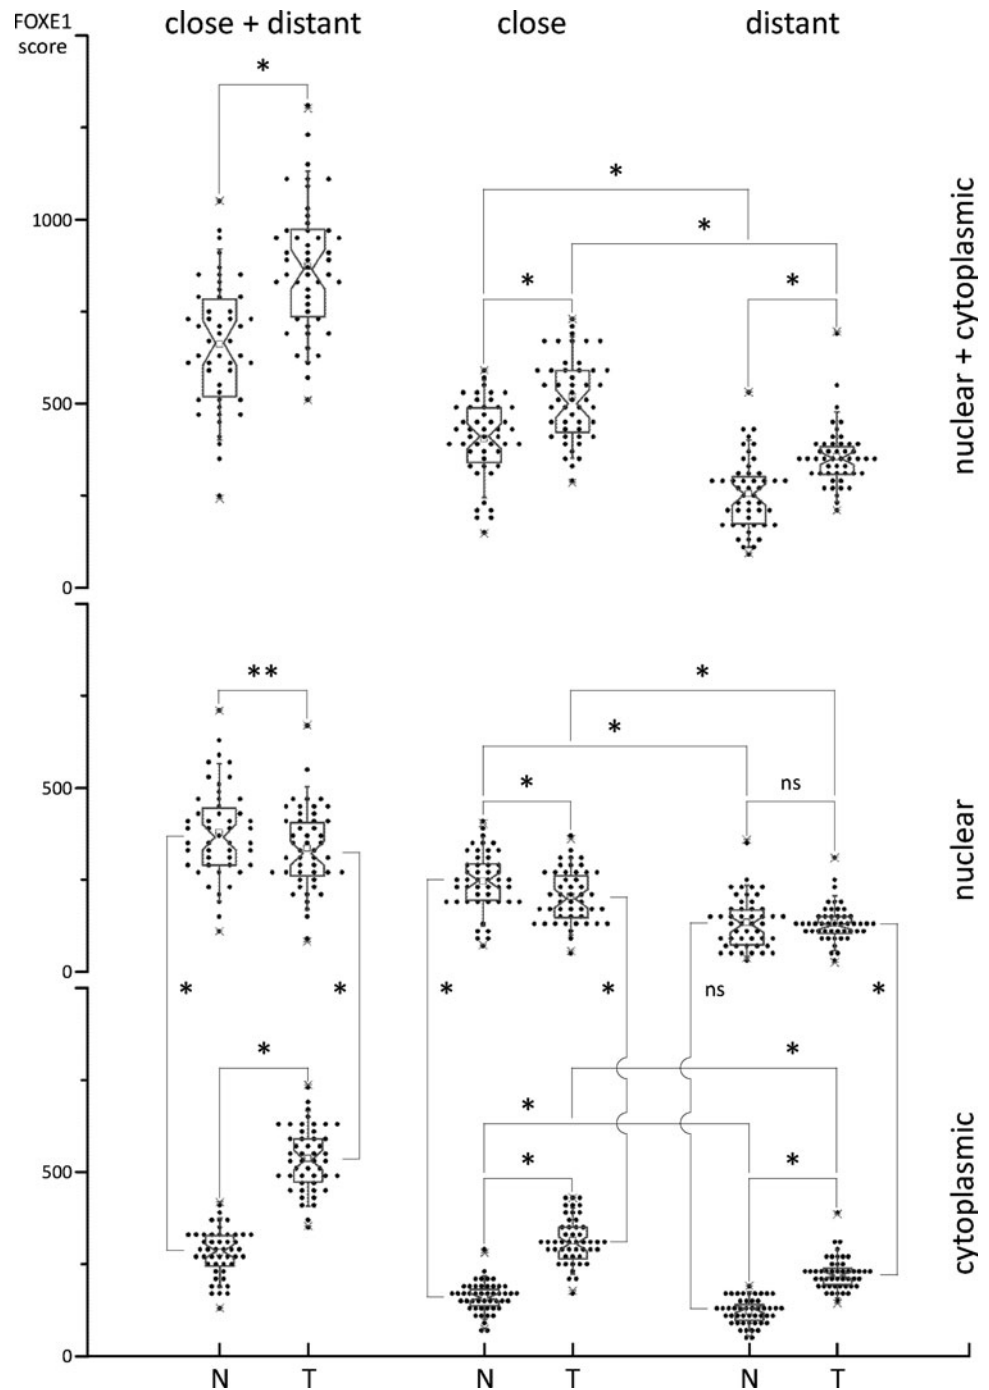 FOXE1
score
close + distant
close
distant
*
*
*
*
*
1000
500
0
nuclear + cytoplasmic
**
*
*
*
ns
500
0
nuclear
*
*
*
*
ns
*
*
*
*
*
*
500
0
cytoplasmic
N
T
N
T
N
T